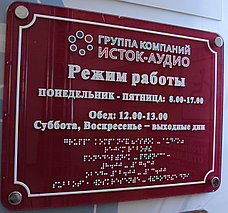 ГРУППА КОМПАНИЙ
ИСТОК-АУДИО
Режим работы
ПОНЕДЕЛЬНИК - ПЯТНИЦА: 8.00-17.00
Обед: 12.00-13.00
Суббота, Воскресенье – выходные дни